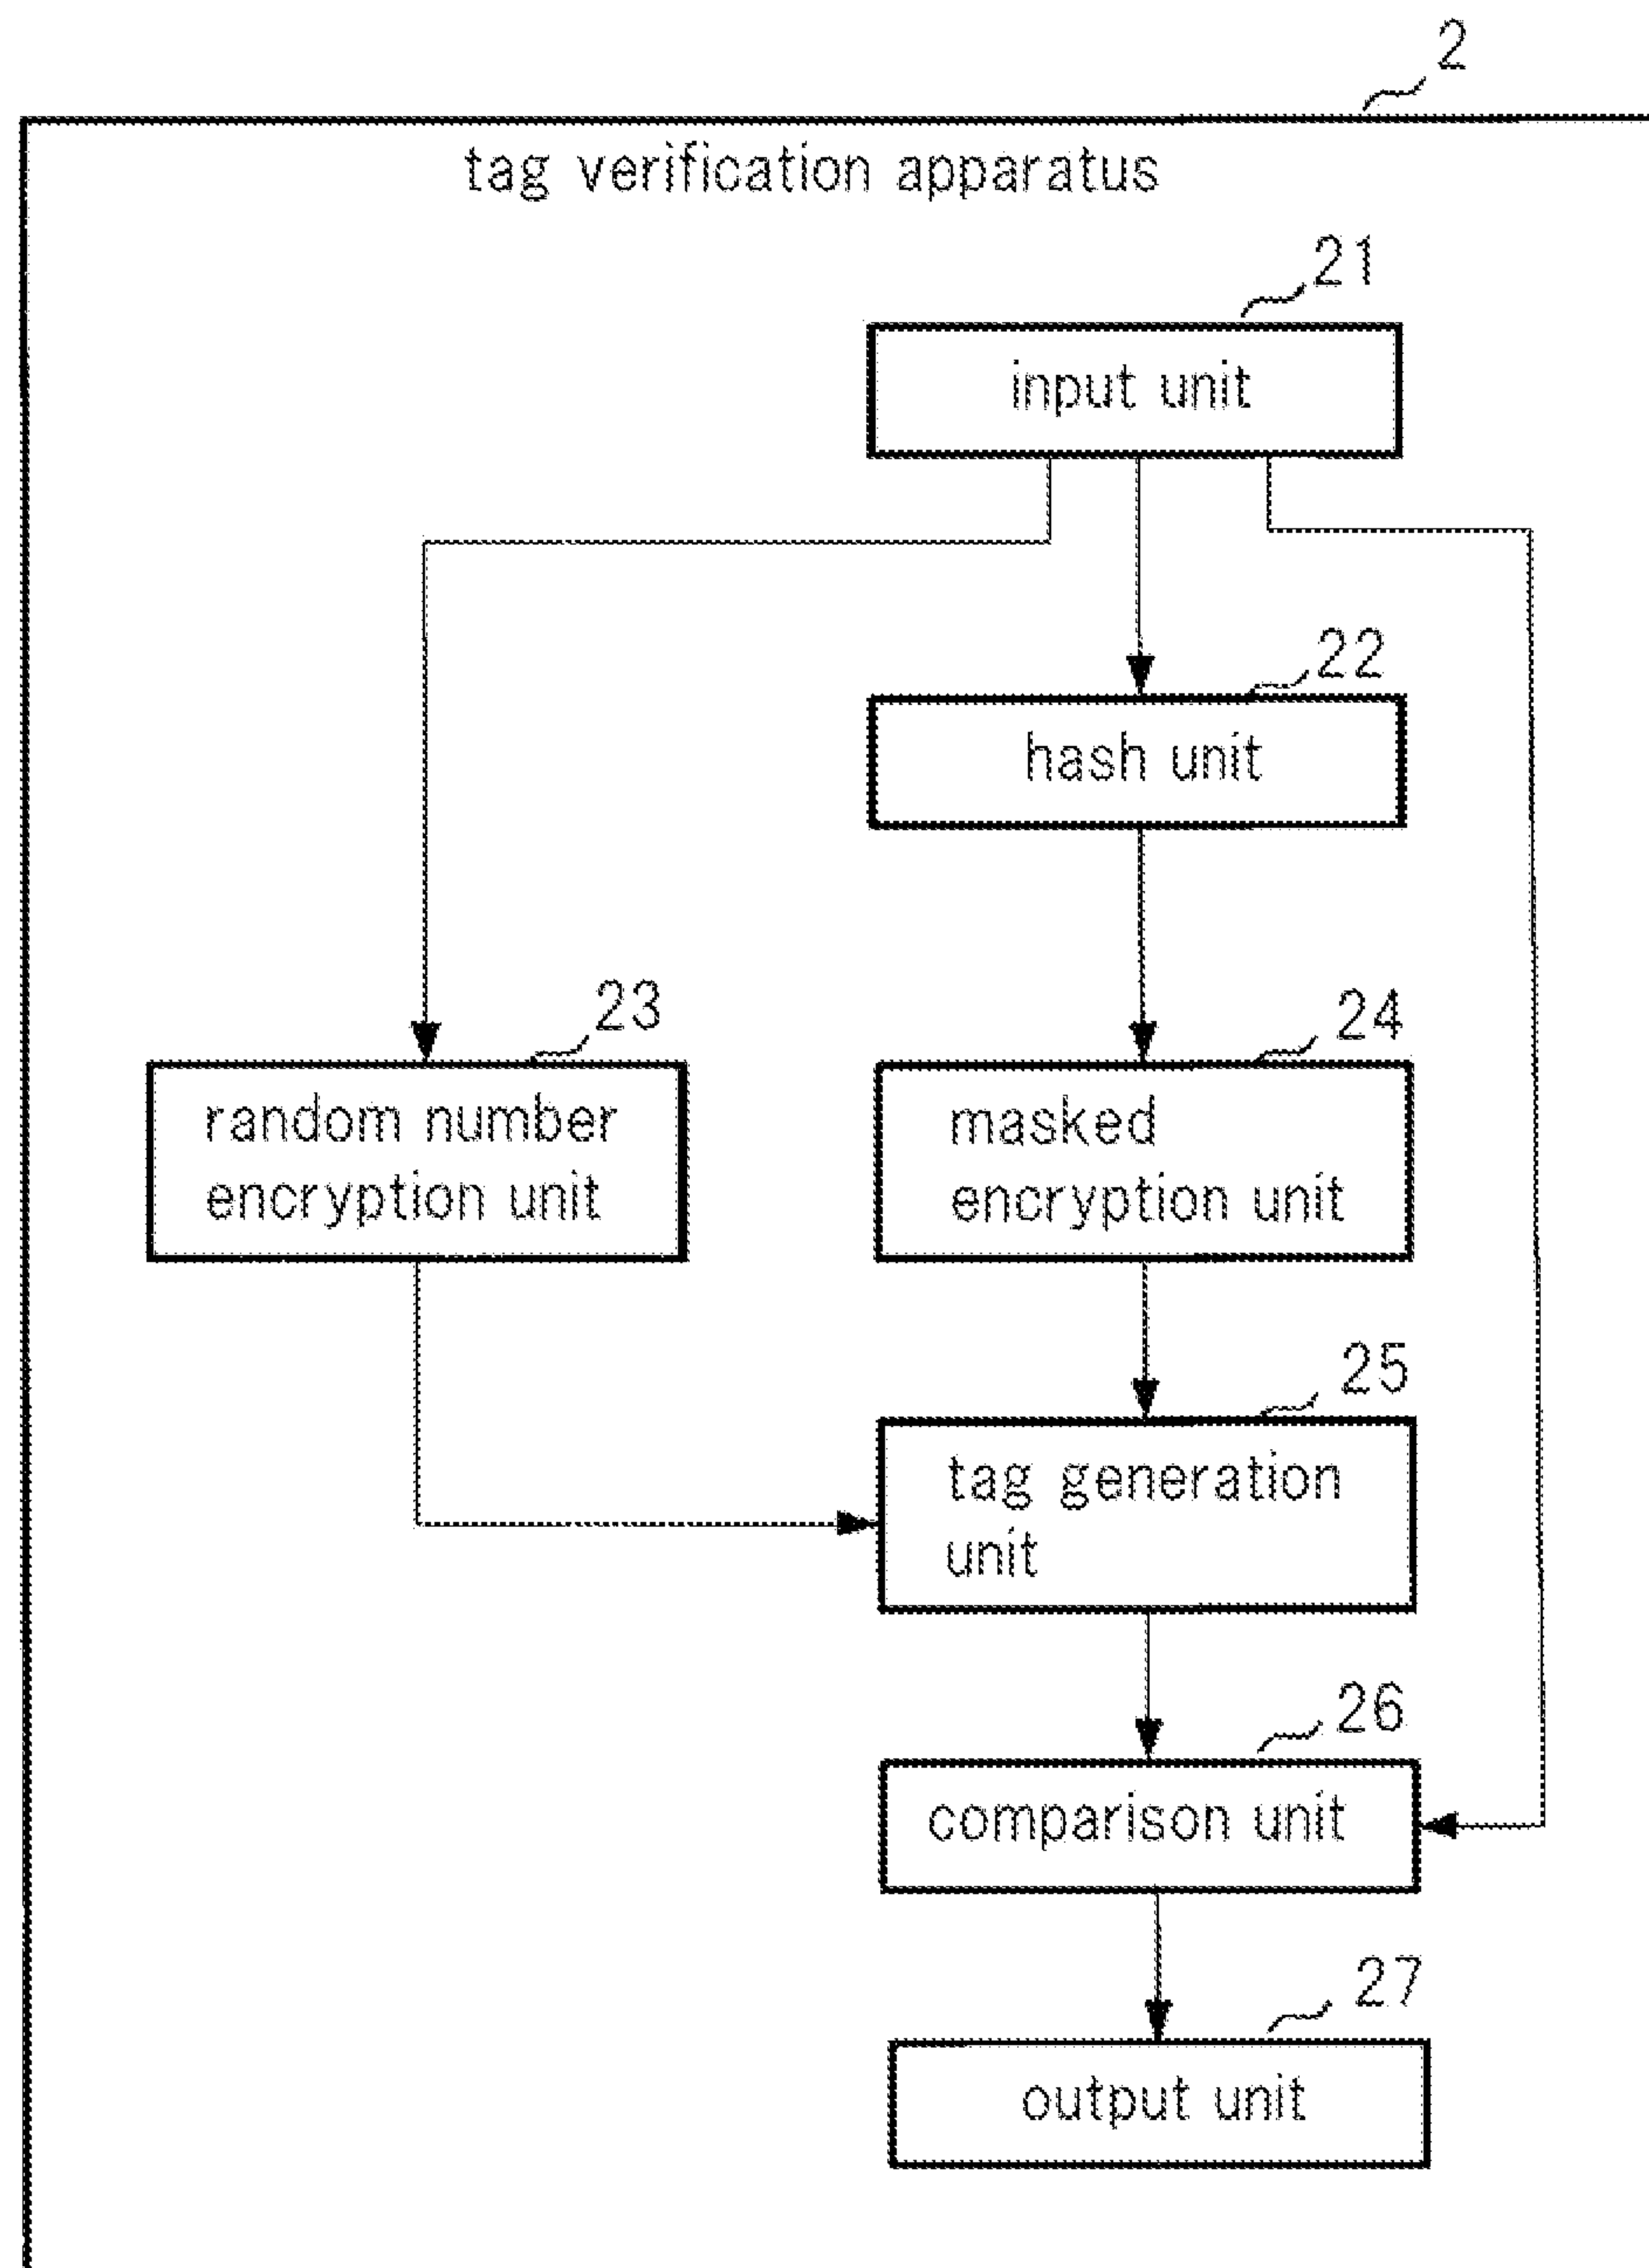 2
tag verification apparatus
21
input unit
22
hash unit
23
random number
encryption unit
24
masked
encryption unit
25
tag generation
unit
26
comparison unit
27
output unit